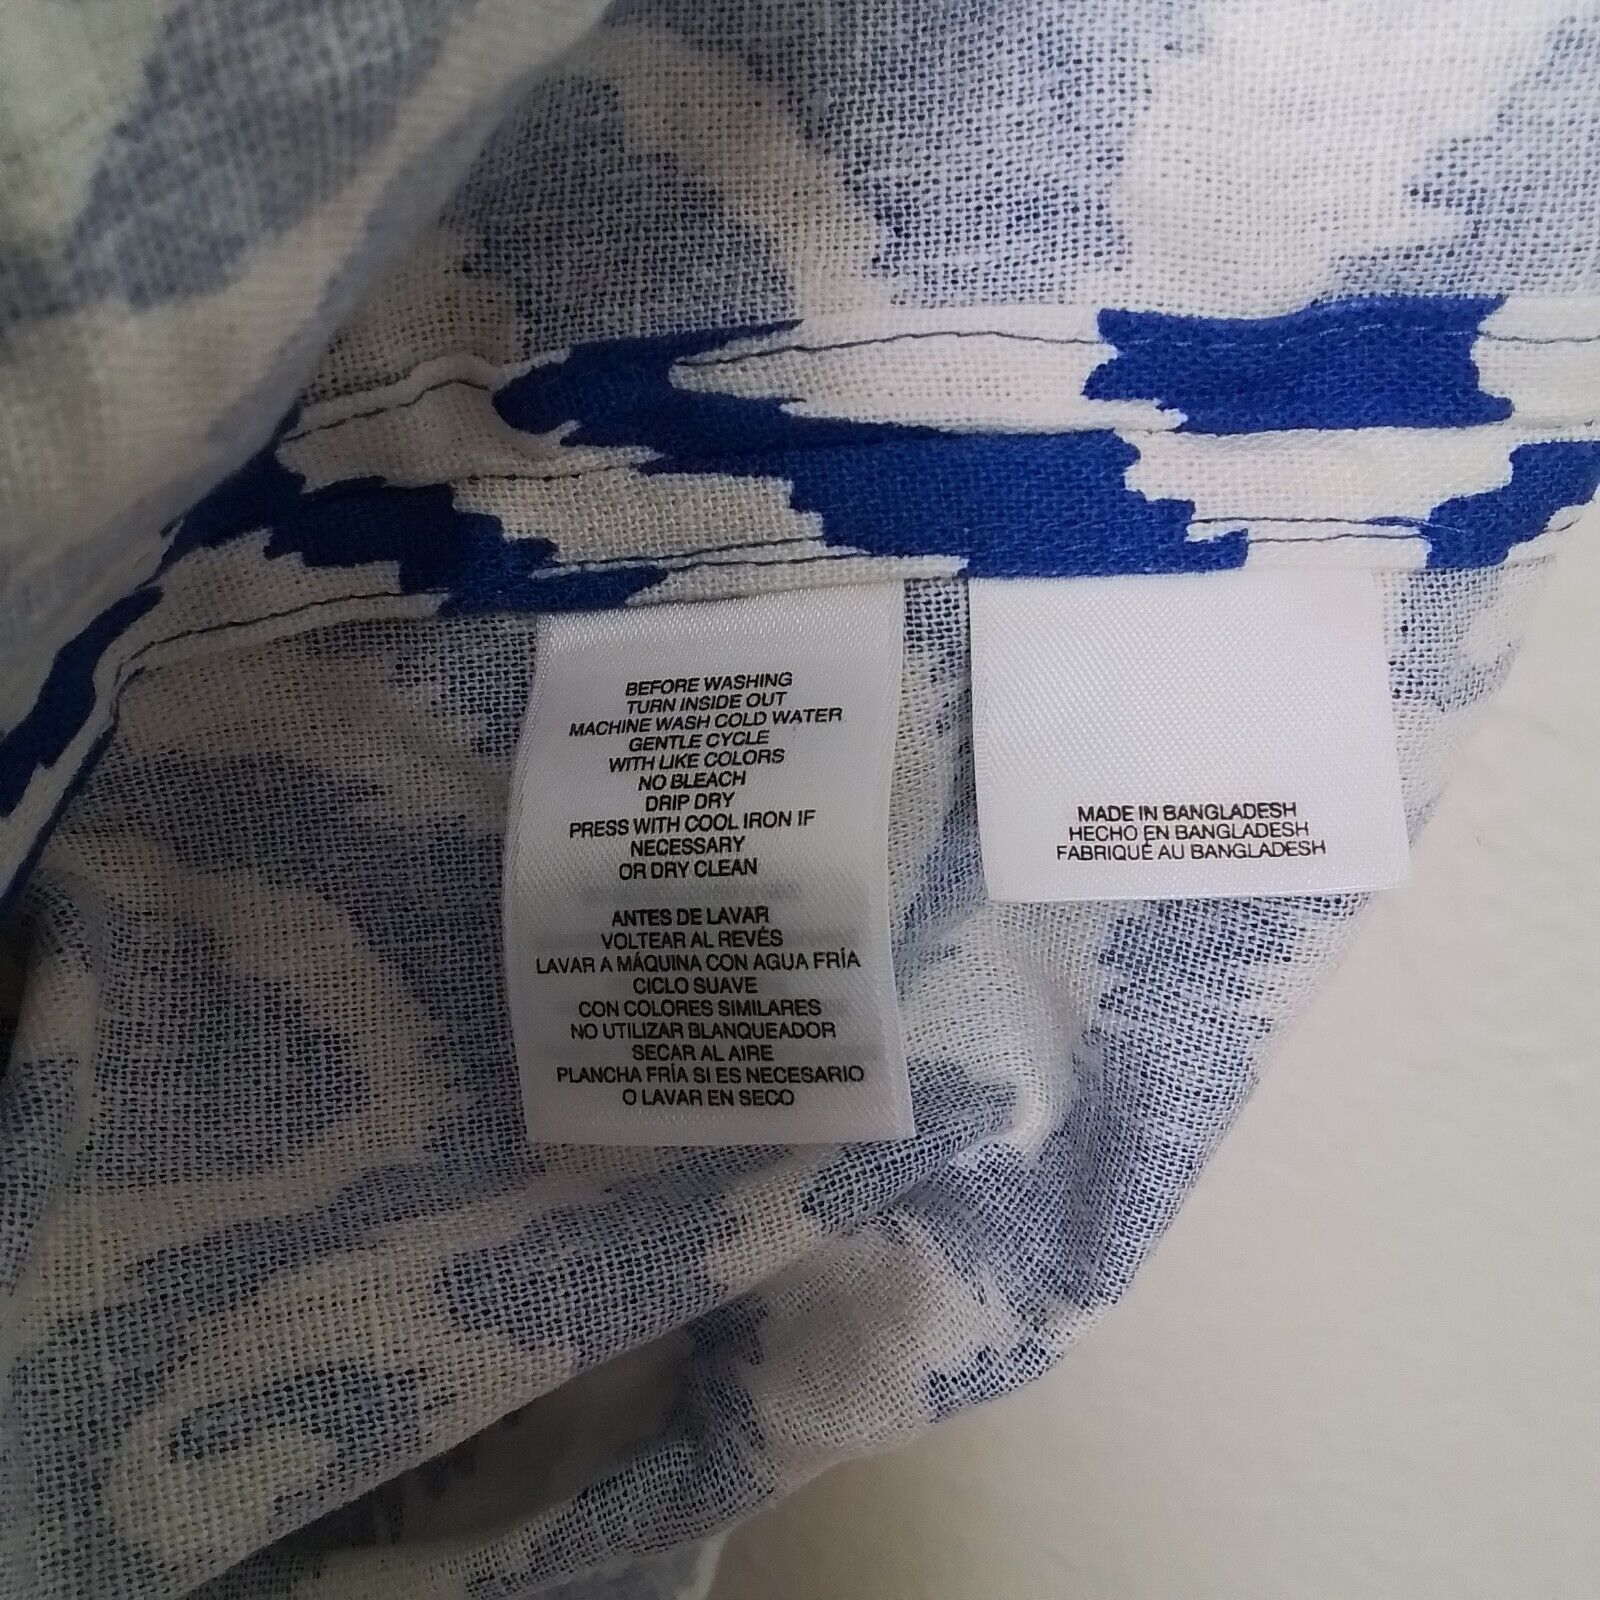 BEFORE WASHING
TURN INSIDE OUT
MACHINE WASH COLD WATER
GENTLE CYCLE
WITH LIKE COLORS
NO BLEACH
DRIP DRY
PRESS WITH COOL IRON IF
NECESSARY
OR DRY CLEAN
ANTES DE LAVAR
VOLTEAR AL REVÉS
LAVAR A MÁQUINA CON AGUA FRÍA
CICLO SUAVE
CON COLORES SIMILARES
NO UTILIZAR BLANQUEADOR
SECAR AL AIRE
PLANCHA FRÍA SI ES NECESARIO
O LAVAR EN SECO
MADE IN BANGLADESH
HECHO EN BANGLADESH
FABRIQUÉ AU BANGLADESH